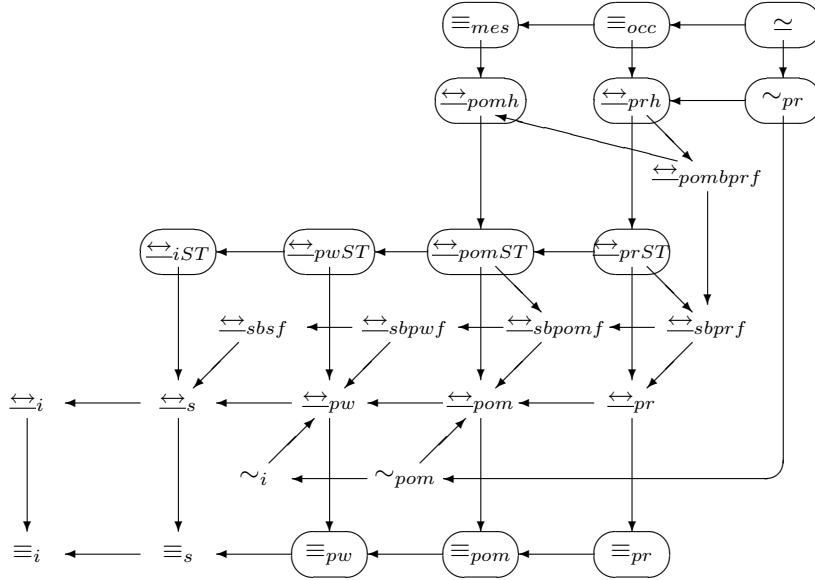 ≡mes ≡occ ≃
↔pomh ↔prh ∼pr
↔pombprf
↔iST ↔pwST ↔pomST ↔prST
↔sbsf ↔sbpwf ↔sbpomf ↔sbprf
↔i ↔s ↔pw ↔pom ↔pr
∼i ∼pom
≡i ≡s ≡pw ≡pom ≡pr